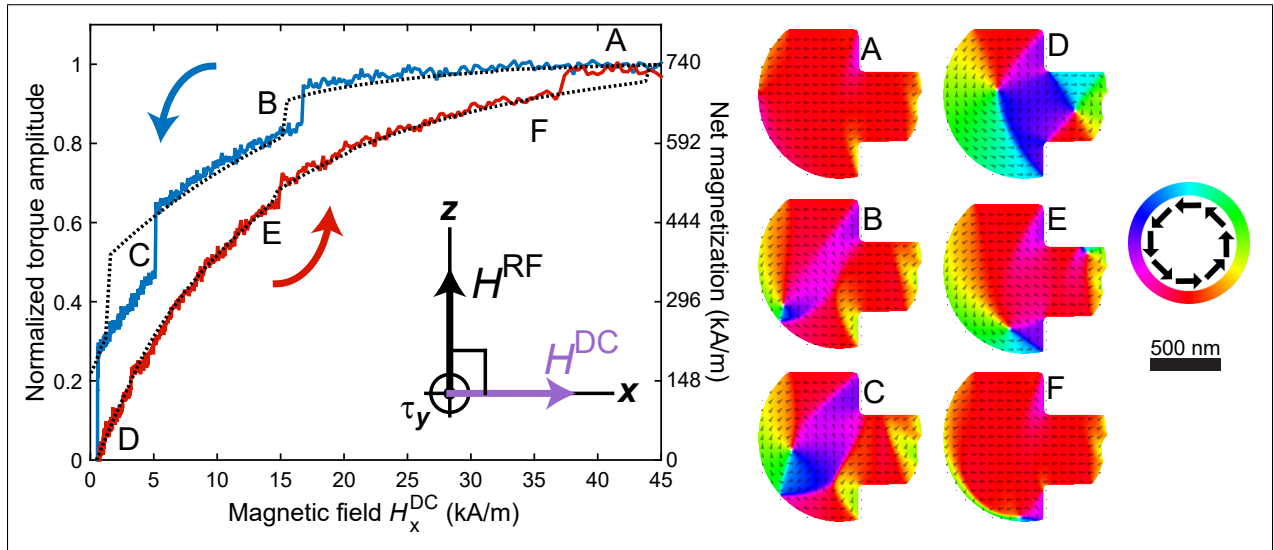 Normalized torque amplitude
1
0.8
0.6
0.4
0.2
0
0
5
10
15
20
25
30
35
40
45
Magnetic field H_x^DC (kA/m)
740
592
444
296
148
0
Net magnetization (kA/m)
A
B
C
D
E
F
z
H^RF
H^DC
x
τ_y
A
D
B
E
C
F
500 nm